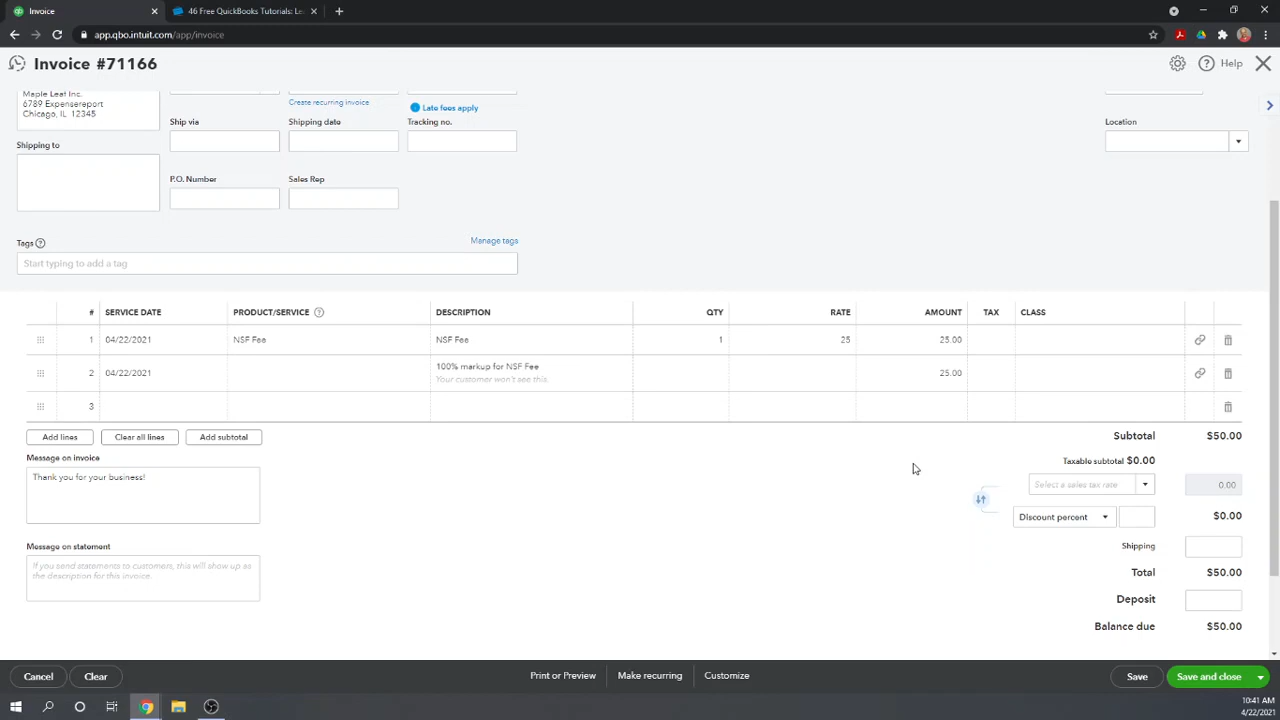 Invoice
46 Free QuickBooks Tutorials: Le
app.qbo.intuit.com/app/invoice
Invoice #71166
Help
Maple Leaf Inc.
6789 Expensereport
Chicago, IL 12345
Create recurring invoice
Late fees apply
Ship via
Shipping date
Tracking no.
Location
Shipping to
P.O. Number
Sales Rep
Tags
Manage tags
Start typing to add a tag
# SERVICE DATE PRODUCT/SERVICE DESCRIPTION QTY RATE AMOUNT TAX CLASS
1 04/22/2021 NSF Fee NSF Fee 1 25 25.00
2 04/22/2021 100% markup for NSF Fee 25.00
Your customer won't see this.
3
Add lines
Clear all lines
Add subtotal
Subtotal $50.00
Message on invoice
Thank you for your business!
Taxable subtotal $0.00
Select a sales tax rate 0.00
Discount percent $0.00
Shipping
Message on statement
If you send statements to customers, this will show up as
the description for this invoice.
Total $50.00
Deposit
Balance due $50.00
Cancel
Clear
Print or Preview
Make recurring
Customize
Save
Save and close
10:41 AM
4/22/2021